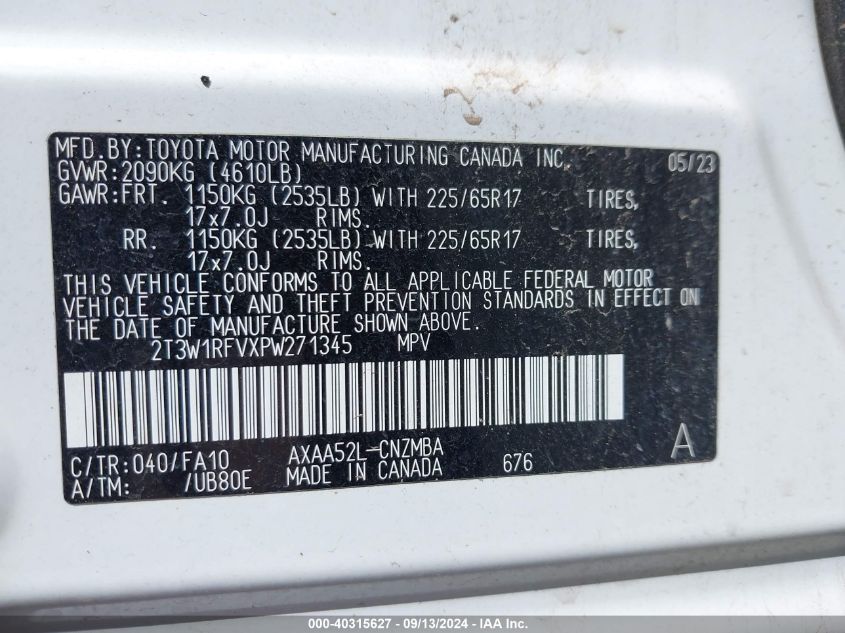 MFD.BY:TOYOTA MOTOR MANUFACTURING CANADA INC. 05/23
GVWR:2090KG (4610LB)
GAWR:FRT. 1150KG (2535LB) WITH 225/65R17 TIRES,
17x7.0J RIMS.
RR. 1150KG (2535LB) WITH 225/65R17 TIRES,
17x7.0J RIMS.
THIS VEHICLE CONFORMS TO ALL APPLICABLE FEDERAL MOTOR
VEHICLE SAFETY AND THEFT PREVENTION STANDARDS IN EFFECT ON
THE DATE OF MANUFACTURE SHOWN ABOVE.
2T3W1RFVXPW271345 MPV
C/TR:040/FA10 AXAA52L-CNZMBA A
A/TM: /UB80E MADE IN CANADA 676
000-40315627 - 09/13/2024 - IAA Inc.